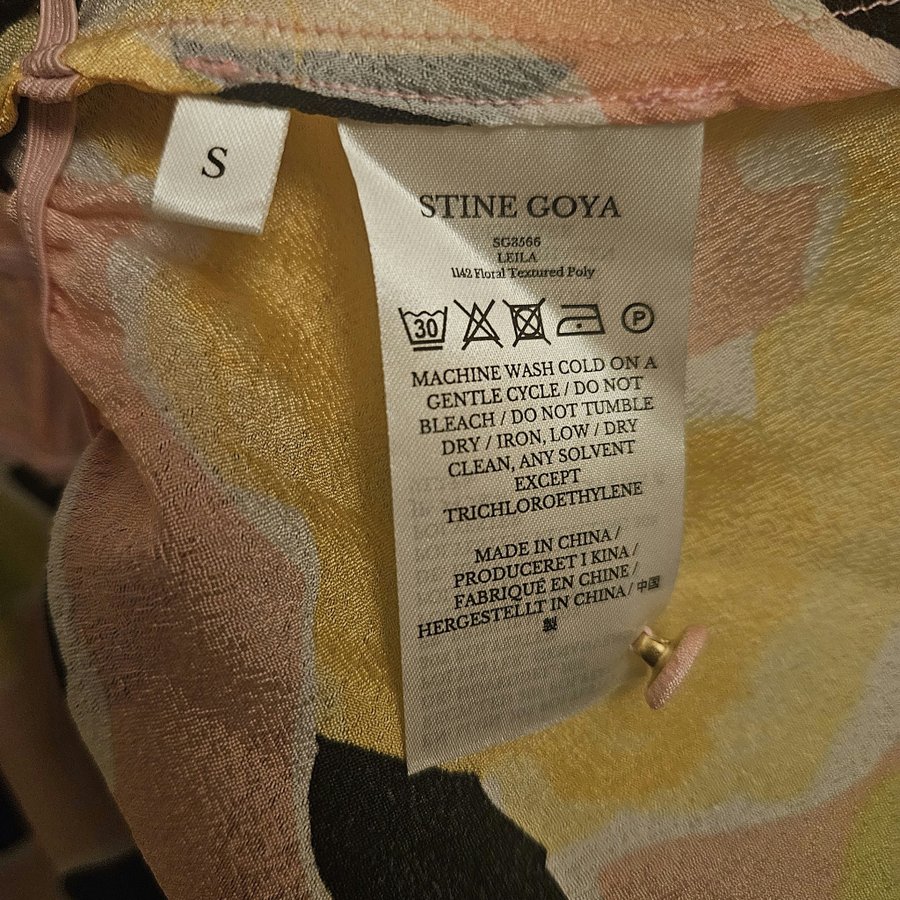 S
STINE GOYA
SG3566
LEILA
1142 Floral Textured Poly
30
P
MACHINE WASH COLD ON A
GENTLE CYCLE / DO NOT
BLEACH / DO NOT TUMBLE
DRY / IRON, LOW / DRY
CLEAN, ANY SOLVENT
EXCEPT
TRICHLOROETHYLENE
MADE IN CHINA /
PRODUCERET I KINA /
FABRIQUÉ EN CHINE /
HERGESTELLT IN CHINA / 中国
製